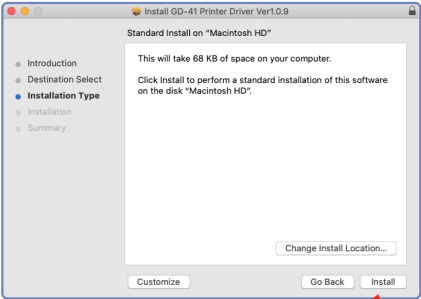 Install GD-41 Printer Driver Ver1.0.9
Standard Install on “Macintosh HD”
Introduction
Destination Select
Installation Type
Installation
Summary
This will take 68 KB of space on your computer.
Click Install to perform a standard installation of this software
on the disk “Macintosh HD”.
Change Install Location...
Customize
Go Back
Install